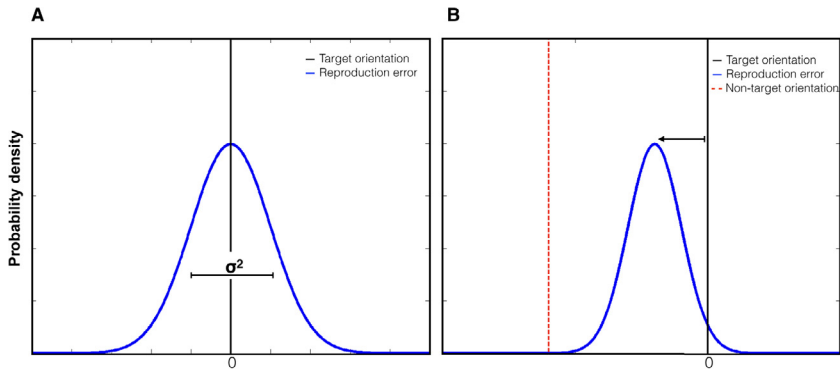 A
B
Target orientation
Reproduction error
Target orientation
Reproduction error
Non-target orientation
Probability density
σ²
0
0